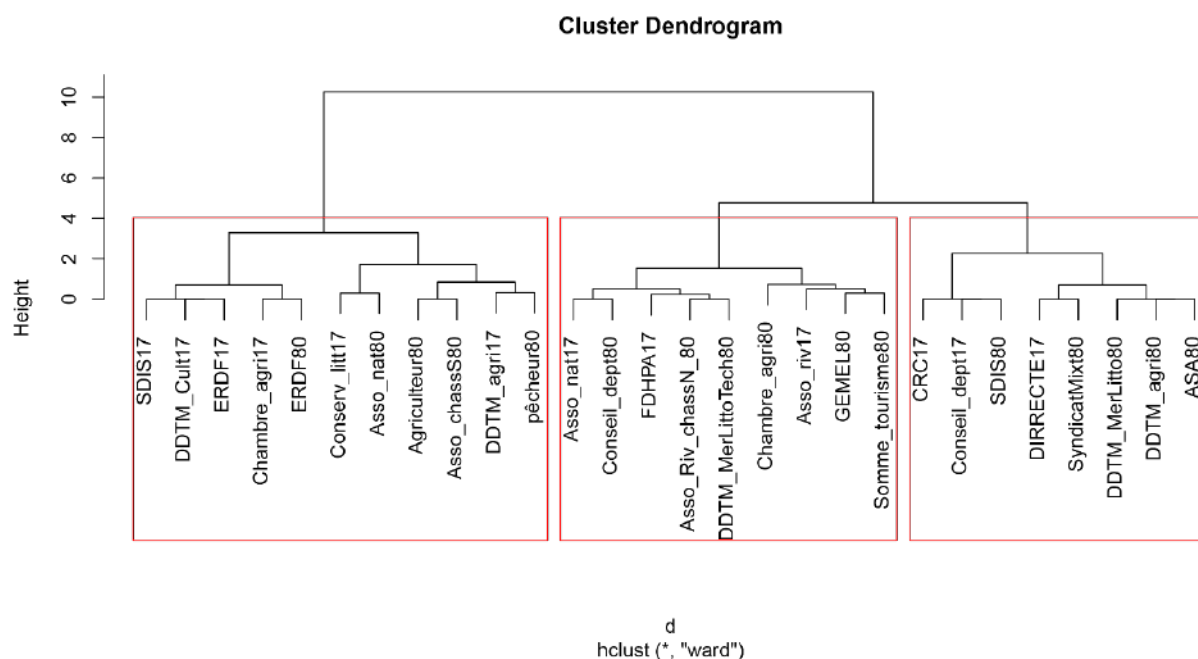 Cluster Dendrogram
Height
10
8
6
4
2
0
SDIS17
DDTM_Cult17
ERDF17
Chambre_agri17
ERDF80
Conserv_litt17
Asso_nat80
Agriculteur80
Asso_chassS80
DDTM_agri17
pêcheur80
Asso_nat17
Conseil_dept80
FDHPA17
Asso_Riv_chassN_80
DDTM_MerLittoTech80
Chambre_agri80
Asso_riv17
GEMEL80
Somme_tourisme80
CRC17
Conseil_dept17
SDIS80
DIRRECTE17
SyndicatMixt80
DDTM_MerLitto80
DDTM_agri80
ASA80
d
hclust (*, "ward")